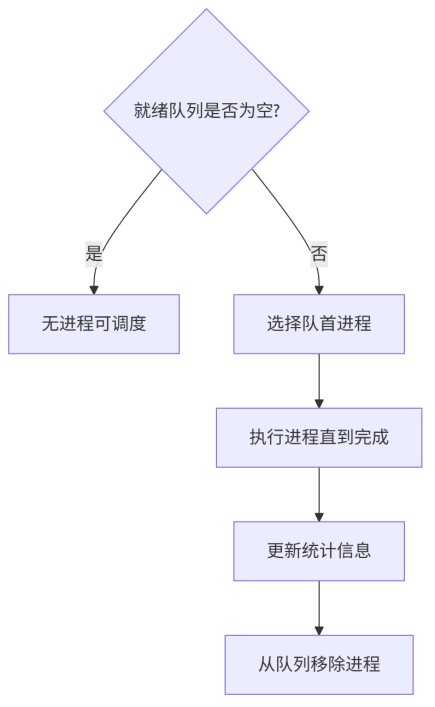 就绪队列是否为空?
是
否
无进程可调度
选择队首进程
执行进程直到完成
更新统计信息
从队列移除进程